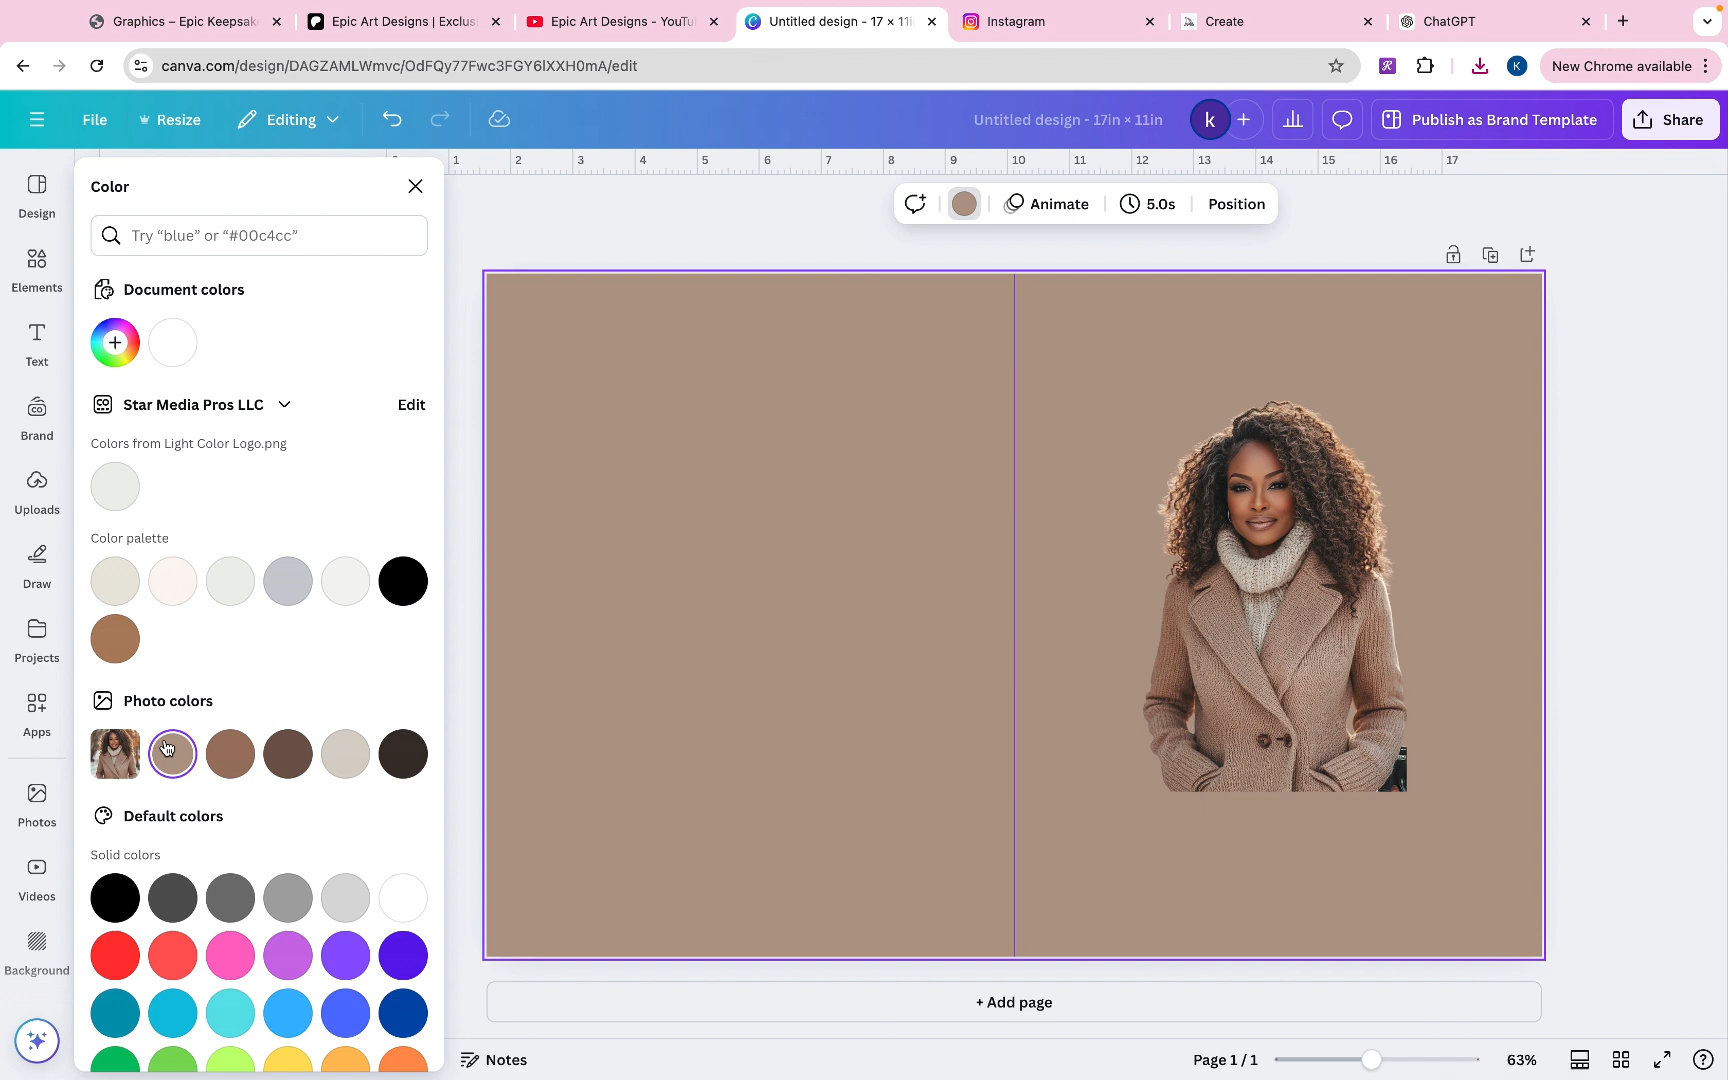 Graphics – Epic Keepsake
Epic Art Designs | Exclusi
Epic Art Designs - YouTu
Untitled design - 17 × 11i
Instagram
Create
ChatGPT
canva.com/design/DAGZAMLWmvc/OdFQy77Fwc3FGY6lXXH0mA/edit
New Chrome available
File
Resize
Editing
Untitled design - 17in × 11in
k
Publish as Brand Template
Share
Design
Elements
Text
Brand
Uploads
Draw
Projects
Apps
Photos
Videos
Background
Color
Try “blue” or “#00c4cc”
Document colors
Star Media Pros LLC
Edit
Colors from Light Color Logo.png
Color palette
Photo colors
Default colors
Solid colors
1 2 3 4 5 6 7 8 9 10 11 12 13 14 15 16 17
Animate
5.0s
Position
+ Add page
Notes
Page 1 / 1
63%